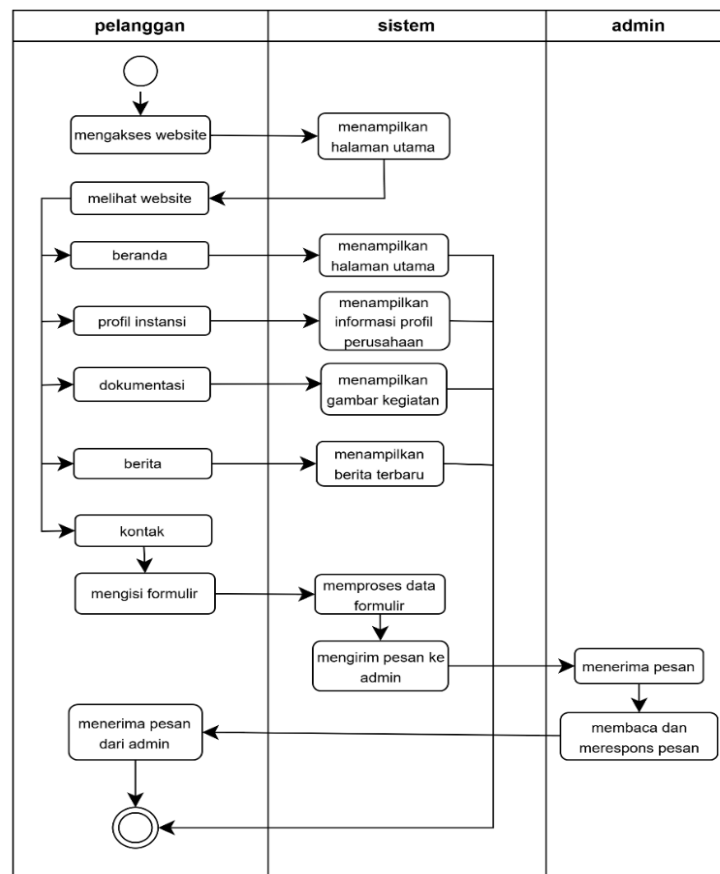 pelanggan
sistem
admin
mengakses website
menampilkan
halaman utama
melihat website
beranda
menampilkan
halaman utama
profil instansi
menampilkan
informasi profil
perusahaan
dokumentasi
menampilkan
gambar kegiatan
berita
menampilkan
berita terbaru
kontak
mengisi formulir
memproses data
formulir
mengirim pesan ke
admin
menerima pesan
menerima pesan
dari admin
membaca dan
merespons pesan